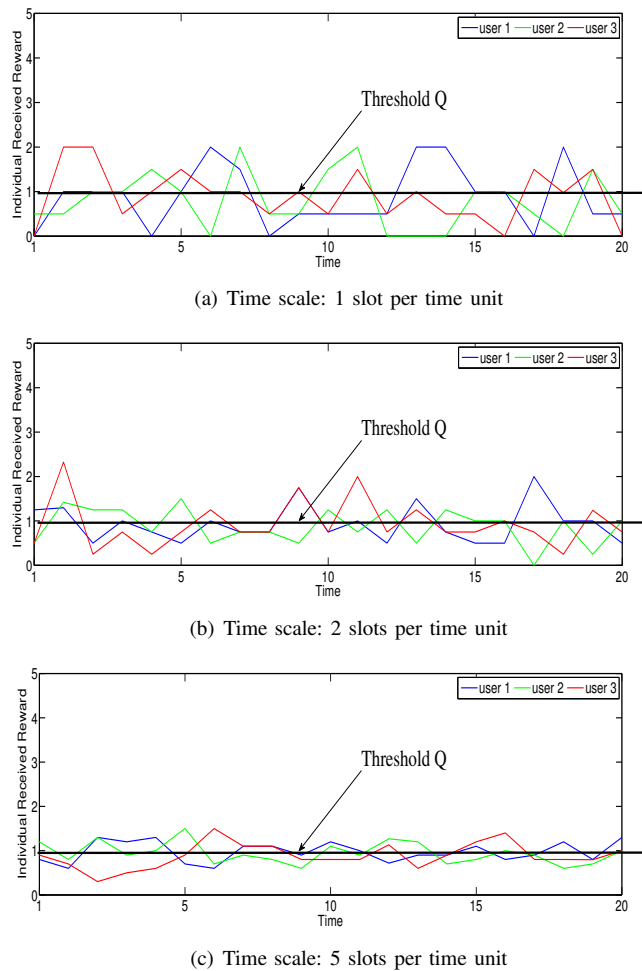 5
4
3
2
1
0
Individual Received Reward
user 1 user 2 user 3
Threshold Q
1 5 10 15 20
Time
(a) Time scale: 1 slot per time unit
5
4
3
2
1
0
Individual Received Reward
user 1 user 2 user 3
Threshold Q
1 5 10 15 20
Time
(b) Time scale: 2 slots per time unit
5
4
3
2
1
0
Individual Received Reward
user 1 user 2 user 3
Threshold Q
1 5 10 15 20
Time
(c) Time scale: 5 slots per time unit